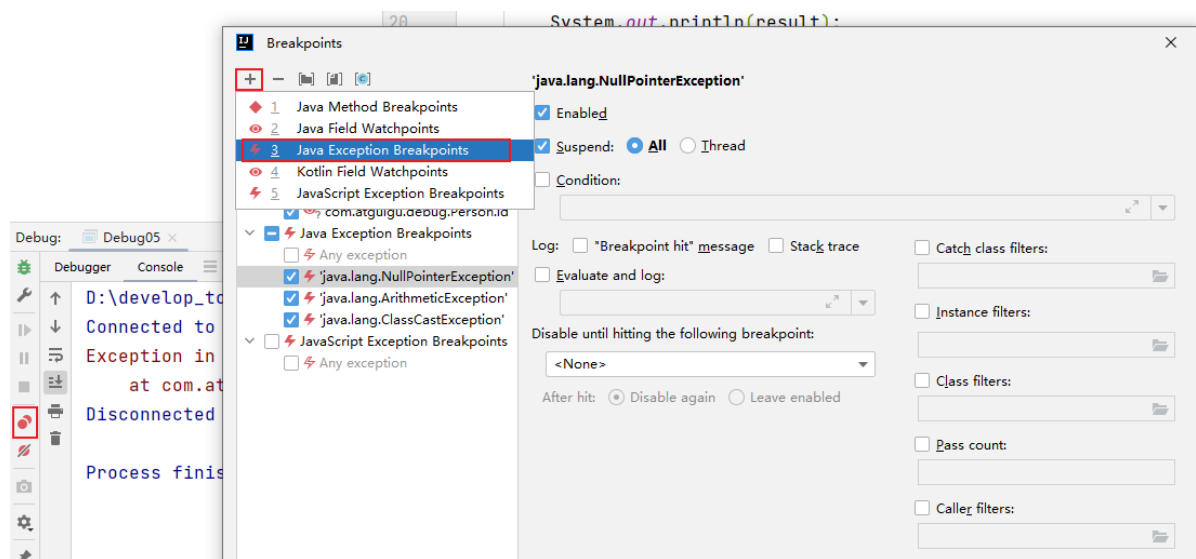 20 System.out.println(result);
Breakpoints
'java.lang.NullPointerException'
1 Java Method Breakpoints
2 Java Field Watchpoints
3 Java Exception Breakpoints
4 Kotlin Field Watchpoints
5 JavaScript Exception Breakpoints
com.atguigu.debug.Person.id
Java Exception Breakpoints
Any exception
'java.lang.NullPointerException'
'java.lang.ArithmeticException'
'java.lang.ClassCastException'
JavaScript Exception Breakpoints
Any exception
Enabled
Suspend: All Thread
Condition:
Log: "Breakpoint hit" message Stack trace
Evaluate and log:
Disable until hitting the following breakpoint:
<None>
After hit: Disable again Leave enabled
Catch class filters:
Instance filters:
Class filters:
Pass count:
Caller filters:
Debug: Debug05
Debugger Console
D:\develop_to
Connected to
Exception in
at com.at
Disconnected
Process finis